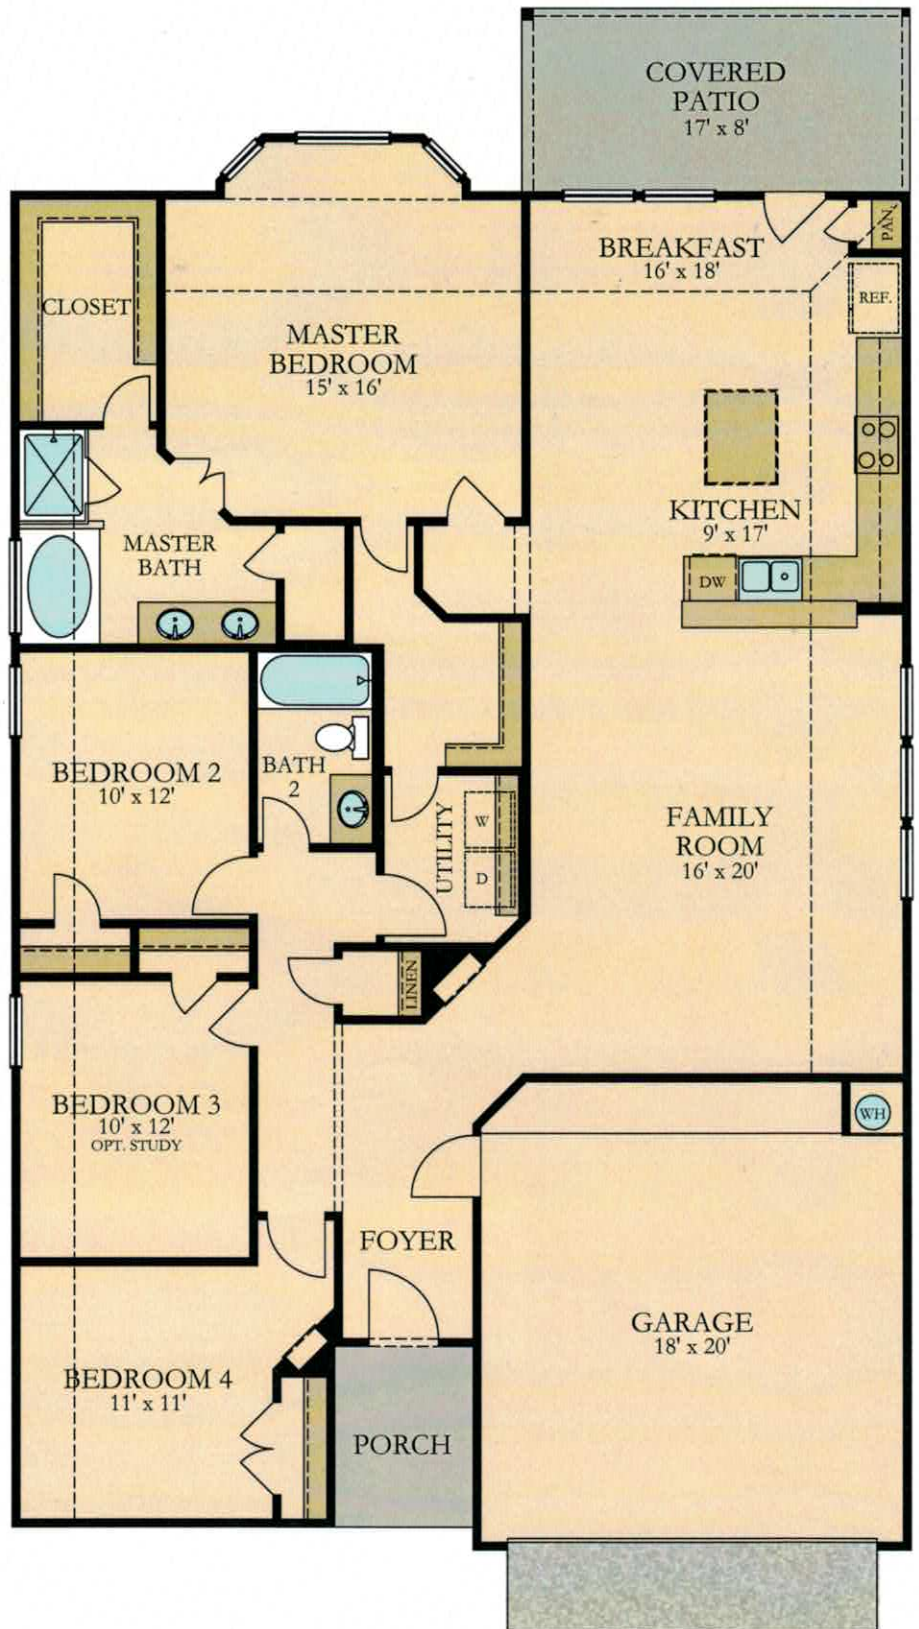 COVERED
PATIO
17' x 8'
BREAKFAST
16' x 18'
PAN.
REF.
CLOSET
MASTER
BEDROOM
15' x 16'
KITCHEN
9' x 17'
MASTER
BATH
DW
BEDROOM 2
10' x 12'
BATH
2
UTILITY
W
D
FAMILY
ROOM
16' x 20'
LINEN
BEDROOM 3
10' x 12'
OPT. STUDY
WH
FOYER
GARAGE
18' x 20'
BEDROOM 4
11' x 11'
PORCH